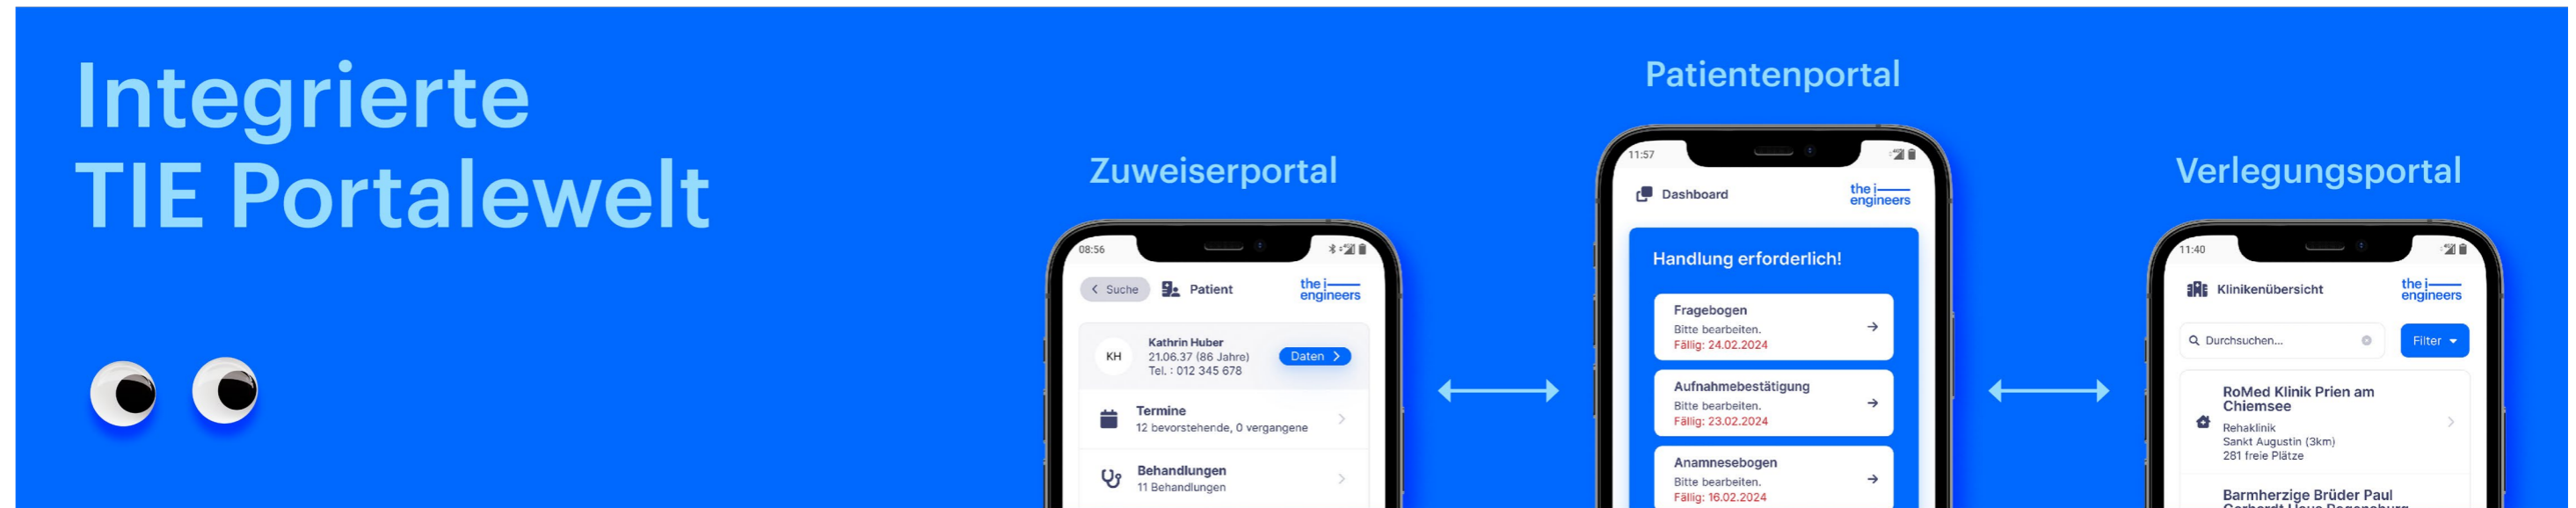 Integrierte
TIE Portalewelt
Zuweiserportal
08:56
Suche
Patient
the i
engineers
KH
Kathrin Huber
21.06.37 (86 Jahre)
Tel. : 012 345 678
Daten
Termine
12 bevorstehende, 0 vergangene
Behandlungen
11 Behandlungen
Patientenportal
11:57
Dashboard
the i
engineers
Handlung erforderlich!
Fragebogen
Bitte bearbeiten.
Fällig: 24.02.2024
Aufnahmebestätigung
Bitte bearbeiten.
Fällig: 23.02.2024
Anamnesebogen
Bitte bearbeiten.
Fällig: 16.02.2024
Verlegungsportal
11:40
Klinikenübersicht
the i
engineers
Durchsuchen...
Filter
RoMed Klinik Prien am
Chiemsee
Rehaklinik
Sankt Augustin (3km)
281 freie Plätze
Barmherzige Brüder Paul